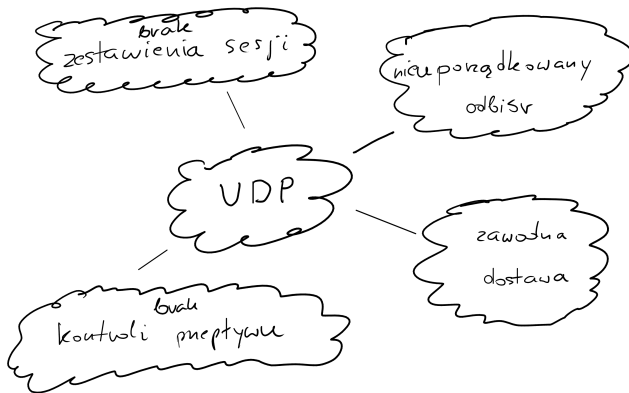 brak
zestawienia sesji
nieuporządkowany
odbiór
UDP
zawodna
dostawa
brak
kontroli przepływu